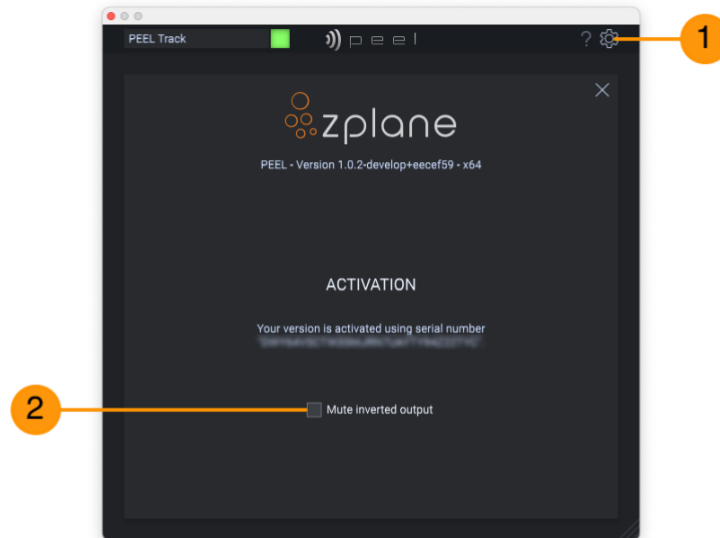 PEEL Track
peel
?
1
zplane
PEEL - Version 1.0.2-develop+eecef59 - x64
ACTIVATION
Your version is activated using serial number
2
Mute inverted output